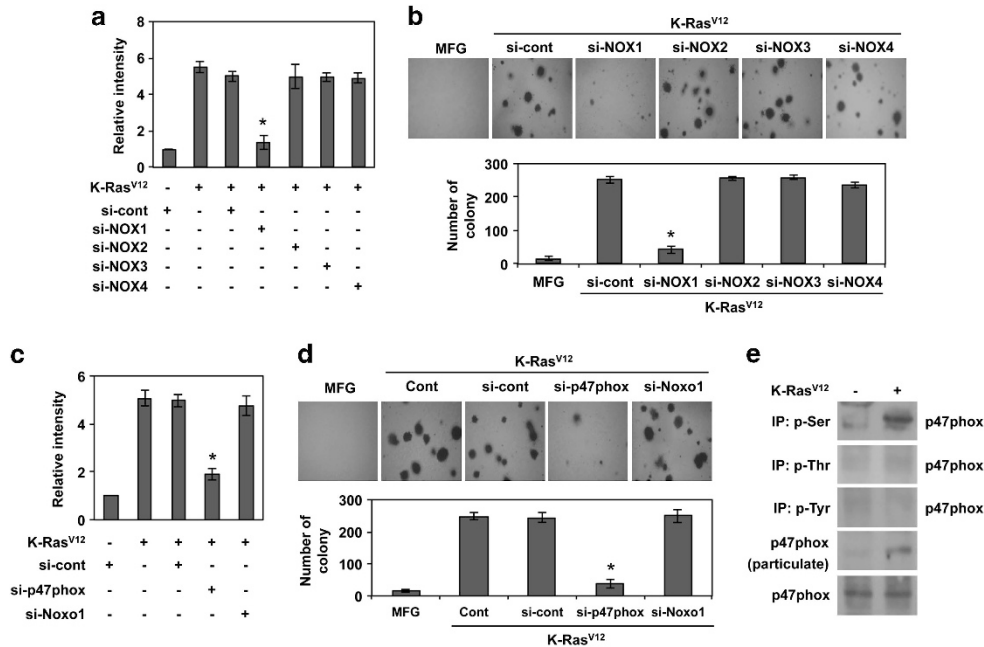 a
Relative intensity
8
6
4
2
0
*
K-RasV12 - + + + + + +
si-cont + - + - - - -
si-NOX1 - - - + - - -
si-NOX2 - - - - + - -
si-NOX3 - - - - - + -
si-NOX4 - - - - - - +
b
K-RasV12
MFG si-cont si-NOX1 si-NOX2 si-NOX3 si-NOX4
Number of
colony
300
200
100
0
*
MFG si-cont si-NOX1 si-NOX2 si-NOX3 si-NOX4
K-RasV12
c
Relative intensity
6
4
2
0
*
K-RasV12 - + + + +
si-cont + - + - -
si-p47phox - - - + -
si-Noxo1 - - - - +
d
K-RasV12
MFG Cont si-cont si-p47phox si-Noxo1
Number of
colony
300
200
100
0
*
MFG Cont si-cont si-p47phox si-Noxo1
K-RasV12
e
K-RasV12 - +
IP: p-Ser p47phox
IP: p-Thr p47phox
IP: p-Tyr p47phox
p47phox
(particulate)
p47phox